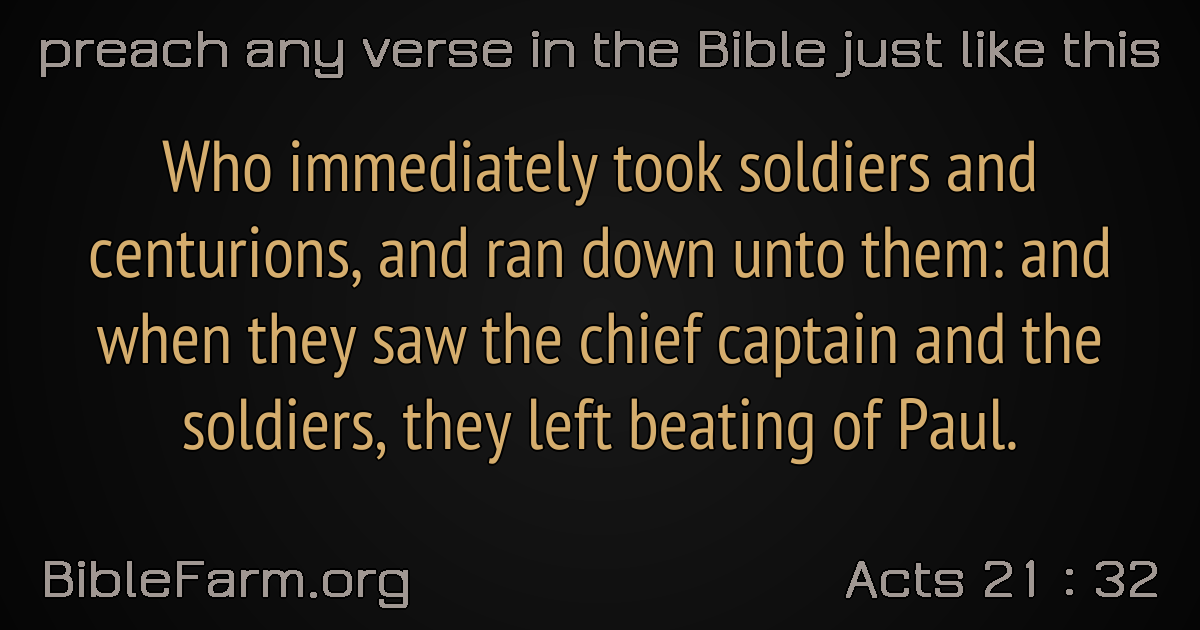 preach any verse in the Bible just like this
Who immediately took soldiers and
centurions, and ran down unto them: and
when they saw the chief captain and the
soldiers, they left beating of Paul.
BibleFarm.org
Acts 21 : 32